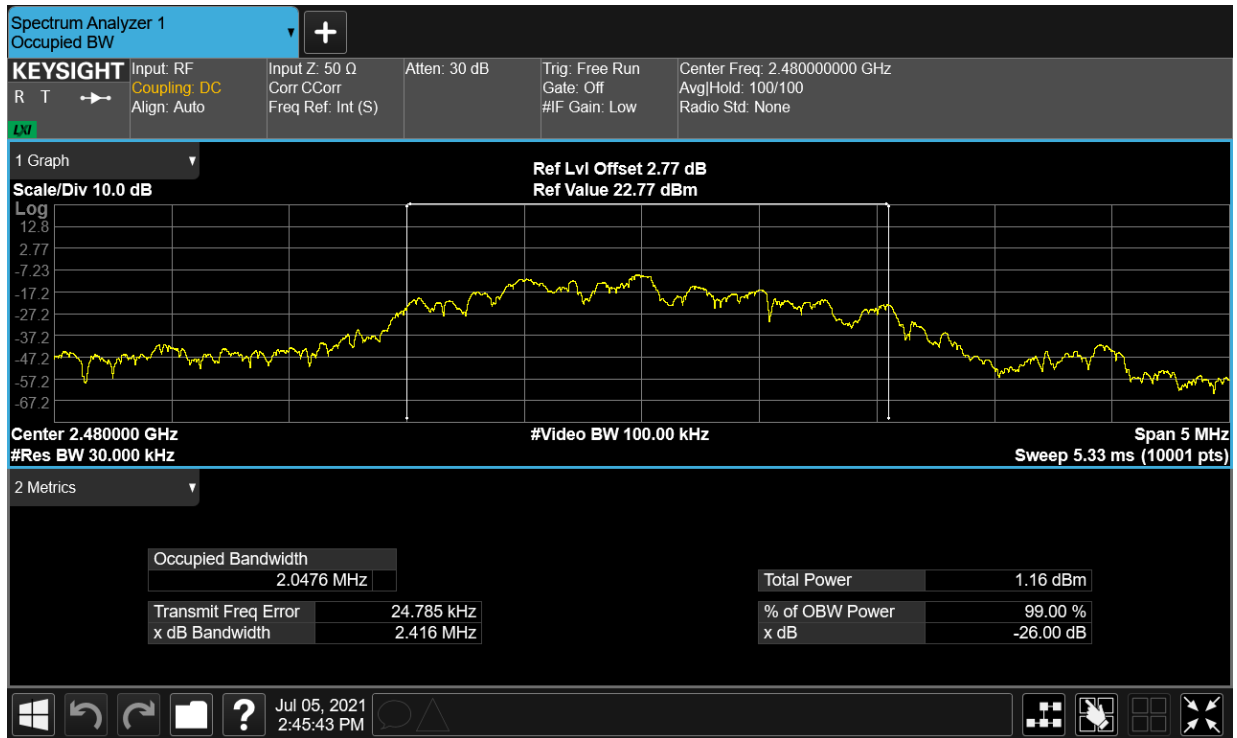 Spectrum Analyzer 1
Occupied BW
▼
+
KEYSIGHT
R T
LXI
Input: RF
Coupling: DC
Align: Auto
Input Z: 50 Ω
Corr CCorr
Freq Ref: Int (S)
Atten: 30 dB
Trig: Free Run
Gate: Off
#IF Gain: Low
Center Freq: 2.480000000 GHz
Avg|Hold: 100/100
Radio Std: None
1 Graph ▼
Ref Lvl Offset 2.77 dB
Scale/Div 10.0 dB
Ref Value 22.77 dBm
Log
12.8
2.77
-7.23
-17.2
-27.2
-37.2
-47.2
-57.2
-67.2
Center 2.480000 GHz
#Video BW 100.00 kHz
Span 5 MHz
#Res BW 30.000 kHz
Sweep 5.33 ms (10001 pts)
2 Metrics ▼
Occupied Bandwidth
2.0476 MHz
Total Power 1.16 dBm
Transmit Freq Error 24.785 kHz
% of OBW Power 99.00 %
x dB Bandwidth 2.416 MHz
x dB -26.00 dB
?
Jul 05, 2021
2:45:43 PM